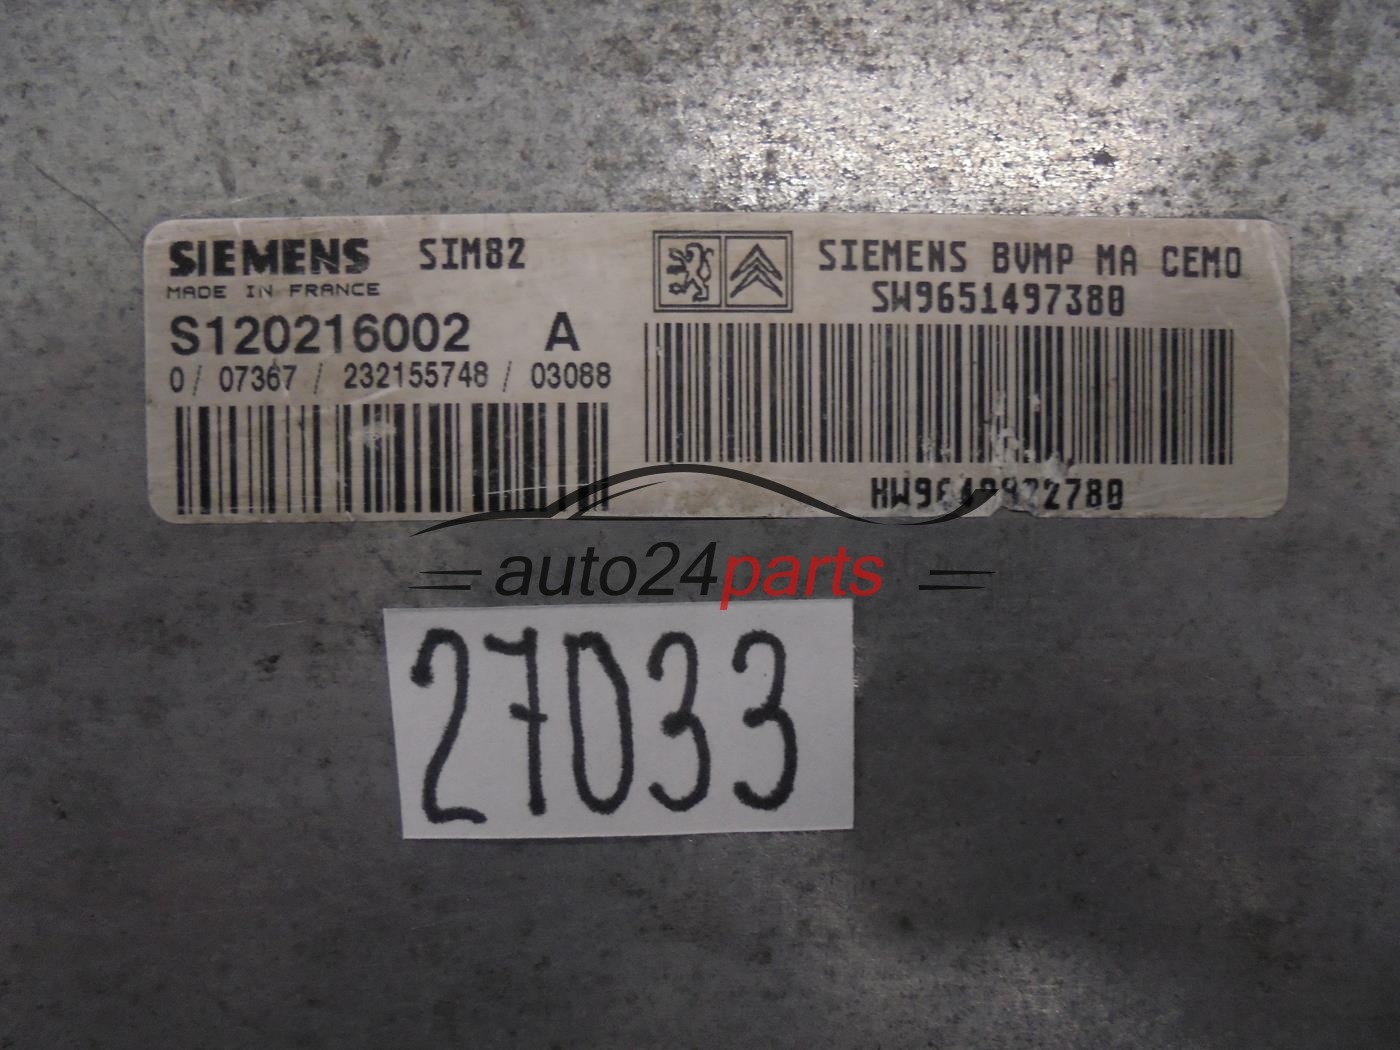 SIEMENS SIM82
MADE IN FRANCE
S120216002 A
0 / 07367 / 232155748 / 03088
SIEMENS BVMP MA CEMO
SW9651497380
auto24parts
27033